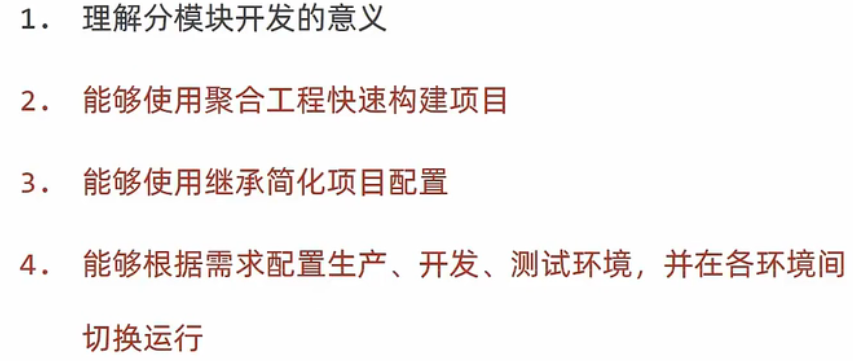 1. 理解分模块开发的意义
2. 能够使用聚合工程快速构建项目
3. 能够使用继承简化项目配置
4. 能够根据需求配置生产、开发、测试环境，并在各环境间
切换运行